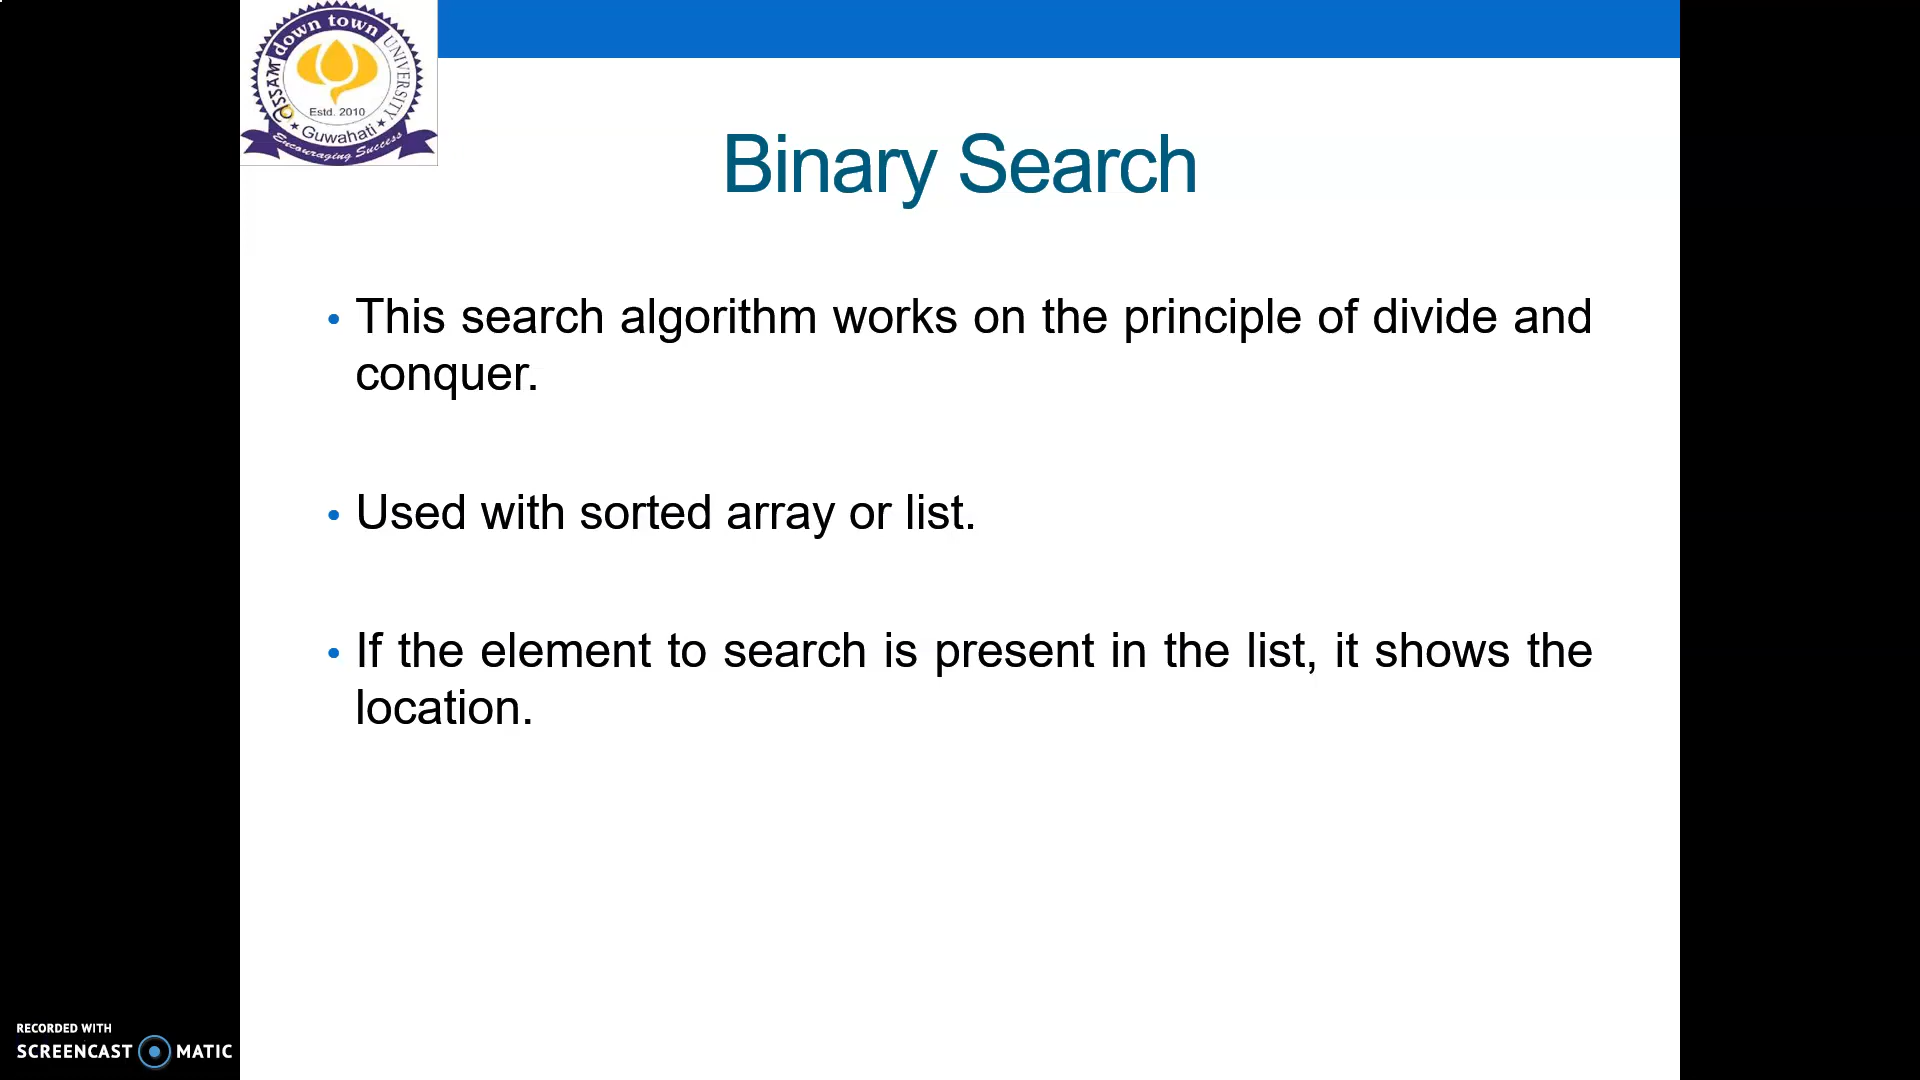 assam down town UNIVERSITY
Estd. 2010
Guwahati
Encouraging Success
Binary Search
• This search algorithm works on the principle of divide and
conquer.
• Used with sorted array or list.
• If the element to search is present in the list, it shows the
location.
RECORDED WITH
SCREENCAST MATIC